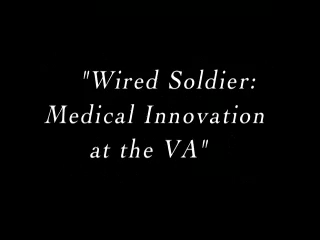 "Wired Soldier:
Medical Innovation
at the VA"